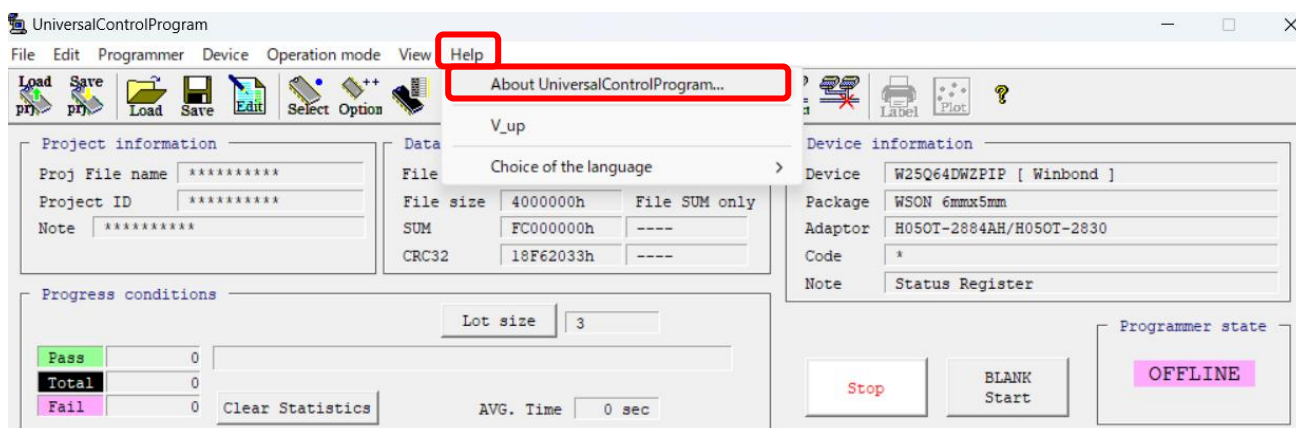 UniversalControlProgram
File Edit Programmer Device Operation mode View Help
Load prj Save prj Load Save Edit Select Option ++ Label Plot ?
About UniversalControlProgram...
V_up
Choice of the language >
Project information
Proj File name **********
Project ID **********
Note **********
Data
File
File size 4000000h File SUM only
SUM FC000000h ----
CRC32 18F62033h ----
Device information
Device W25Q64DWZPIP [ Winbond ]
Package WSON 6mmx5mm
Adaptor H05OT-2884AH/H05OT-2830
Code *
Note Status Register
Progress conditions
Lot size 3
Pass 0
Total 0
Fail 0 Clear Statistics AVG. Time 0 sec
Stop
BLANK
Start
Programmer state
OFFLINE